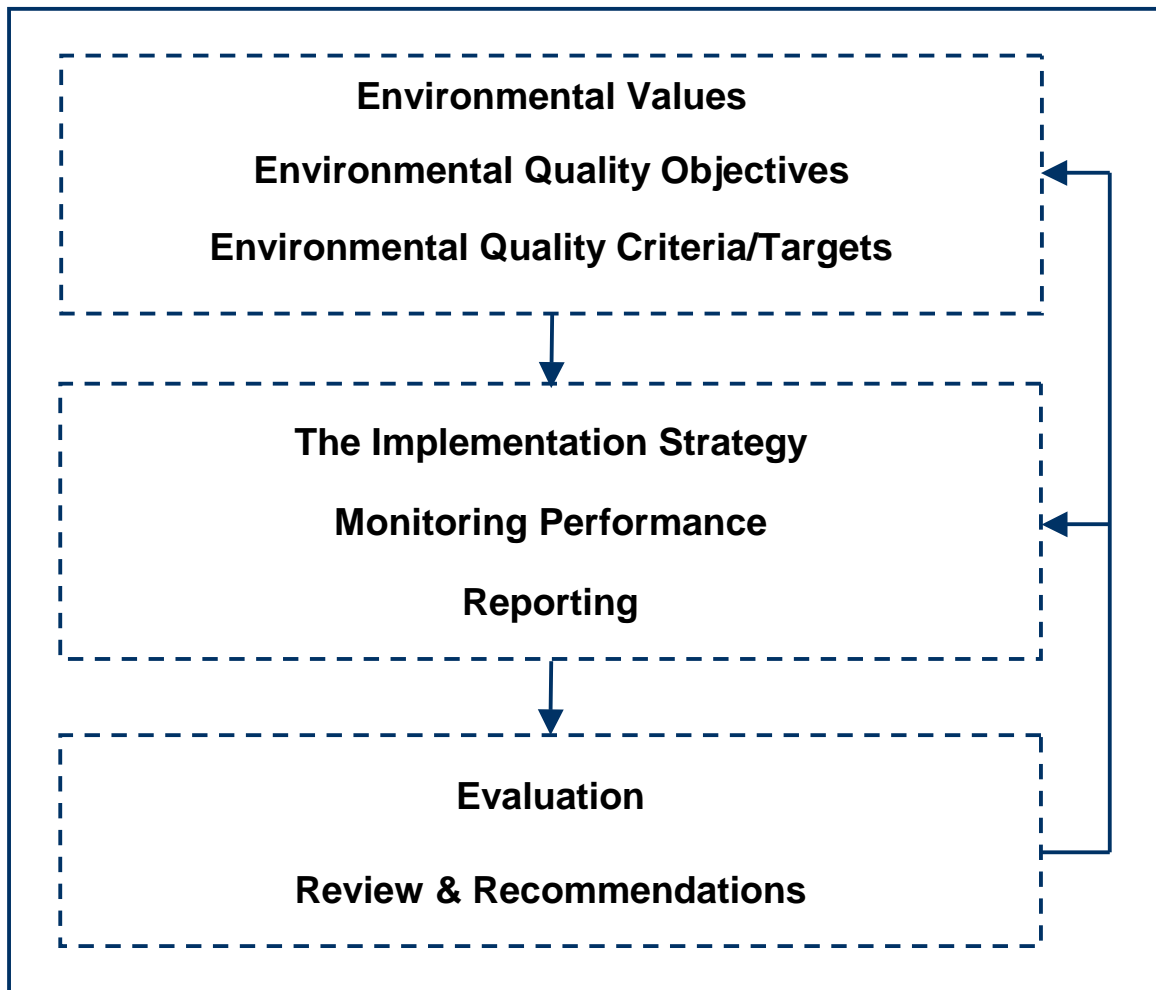 Environmental Values
Environmental Quality Objectives
Environmental Quality Criteria/Targets
The Implementation Strategy
Monitoring Performance
Reporting
Evaluation
Review & Recommendations